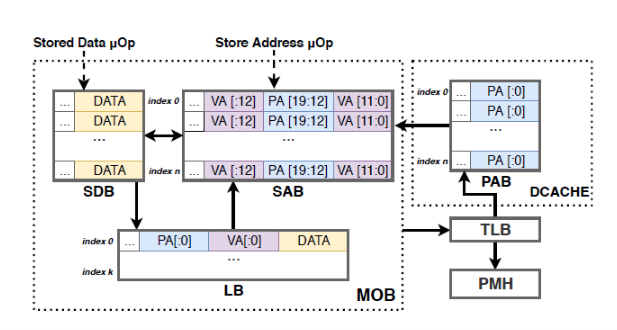 Stored Data µOp
Store Address µOp
... DATA
... DATA
...
... DATA
SDB
index 0
index n
... VA [:12] PA [19:12] VA [11:0]
... VA [:12] PA [19:12] VA [11:0]
...
... VA [:12] PA [19:12] VA [11:0]
SAB
index 0
index n
... PA [:0]
... PA [:0]
...
... PA [:0]
PAB
DCACHE
index 0
index k
... PA[:0] VA[:0] DATA
...
LB
MOB
TLB
PMH